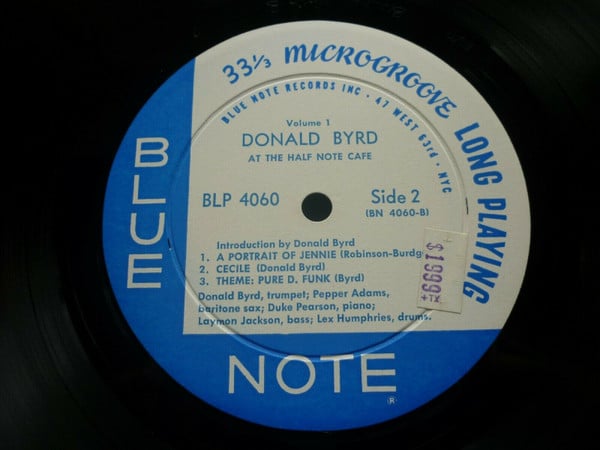 33⅓ MICROGROOVE LONG PLAYING
BLUE NOTE RECORDS INC • 47 WEST 63rd • NYC
Volume 1
DONALD BYRD
AT THE HALF NOTE CAFE
BLP 4060
Side 2
(BN 4060-B)
Introduction by Donald Byrd
1. A PORTRAIT OF JENNIE (Robinson-Burdg
2. CECILE (Donald Byrd)
3. THEME: PURE D. FUNK (Byrd)
Donald Byrd, trumpet; Pepper Adams,
baritone sax; Duke Pearson, piano;
Laymon Jackson, bass; Lex Humphries, drums.
$1999
+TX
BLUE
NOTE
®